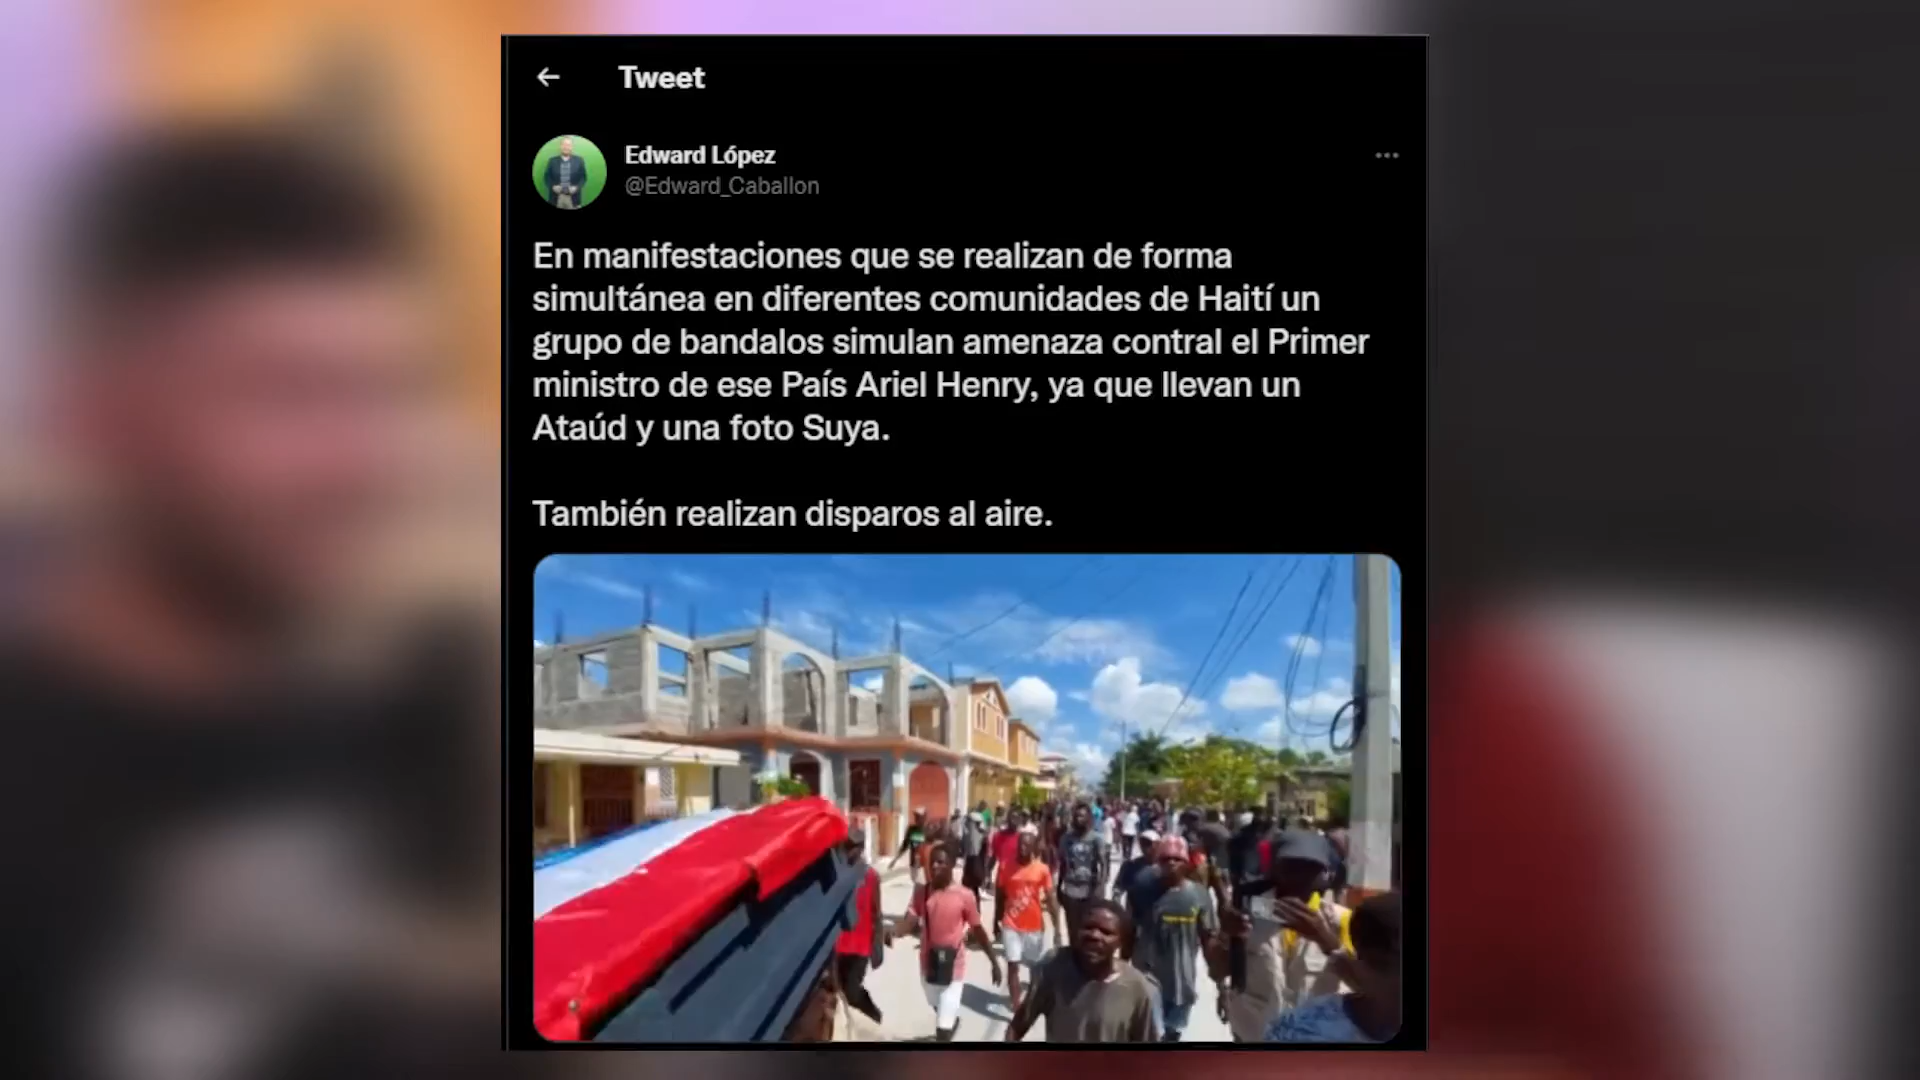 Tweet
Edward López
@Edward_Caballon
En manifestaciones que se realizan de forma
simultánea en diferentes comunidades de Haití un
grupo de bandalos simulan amenaza contral el Primer
ministro de ese País Ariel Henry, ya que llevan un
Ataúd y una foto Suya.
También realizan disparos al aire.